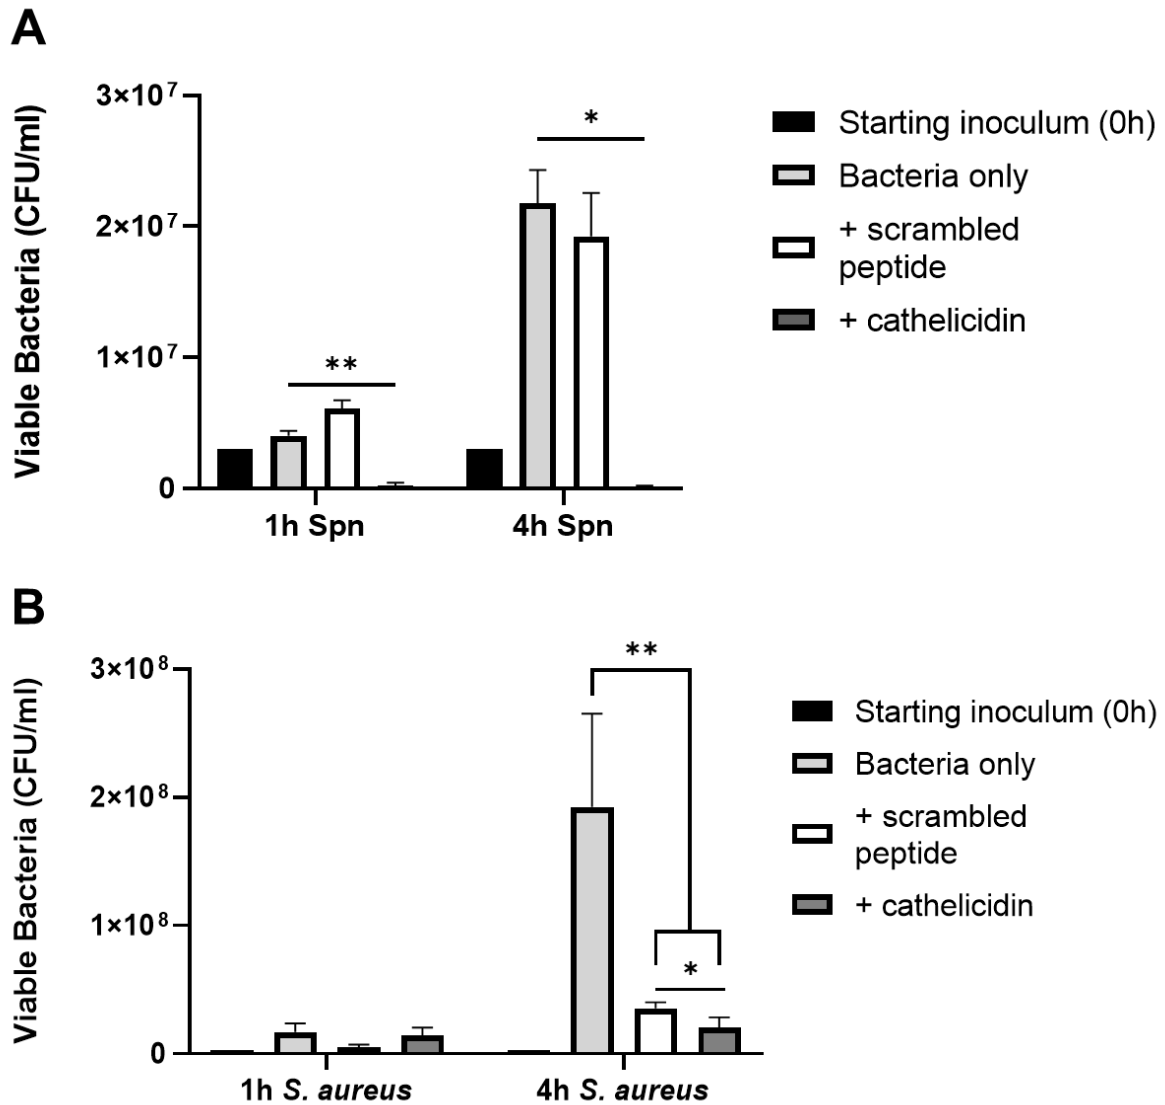 A
Viable Bacteria (CFU/ml)
3×10⁷
2×10⁷
1×10⁷
0
**
*
1h Spn
4h Spn
Starting inoculum (0h)
Bacteria only
+ scrambled
peptide
+ cathelicidin
B
Viable Bacteria (CFU/ml)
3×10⁸
2×10⁸
1×10⁸
0
**
*
1h S. aureus
4h S. aureus
Starting inoculum (0h)
Bacteria only
+ scrambled
peptide
+ cathelicidin